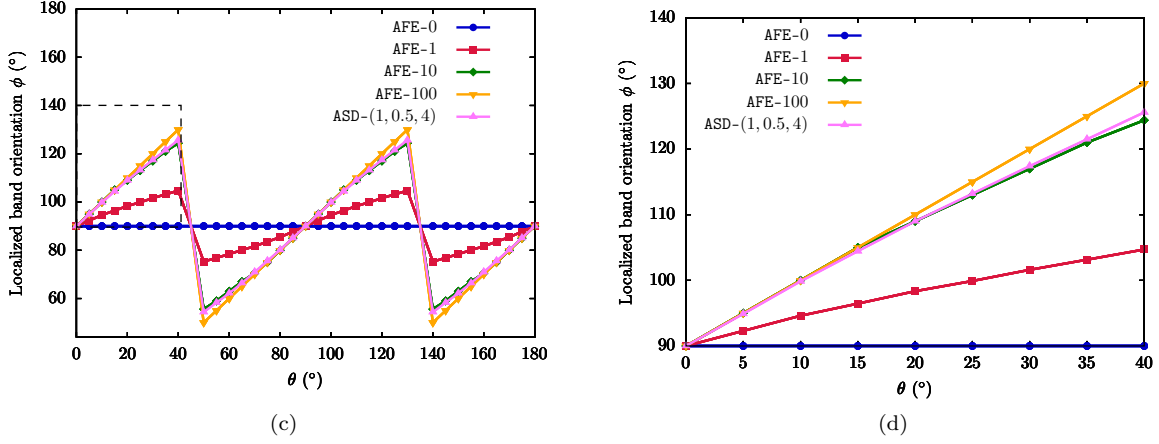 Localized band orientation ϕ (°)
180
160
140
120
100
80
60
0
20
40
60
80
100
120
140
160
180
θ (°)
AFE-0
AFE-1
AFE-10
AFE-100
ASD-(1, 0.5, 4)
(c)
Localized band orientation ϕ (°)
140
130
120
110
100
90
0
5
10
15
20
25
30
35
40
θ (°)
AFE-0
AFE-1
AFE-10
AFE-100
ASD-(1, 0.5, 4)
(d)